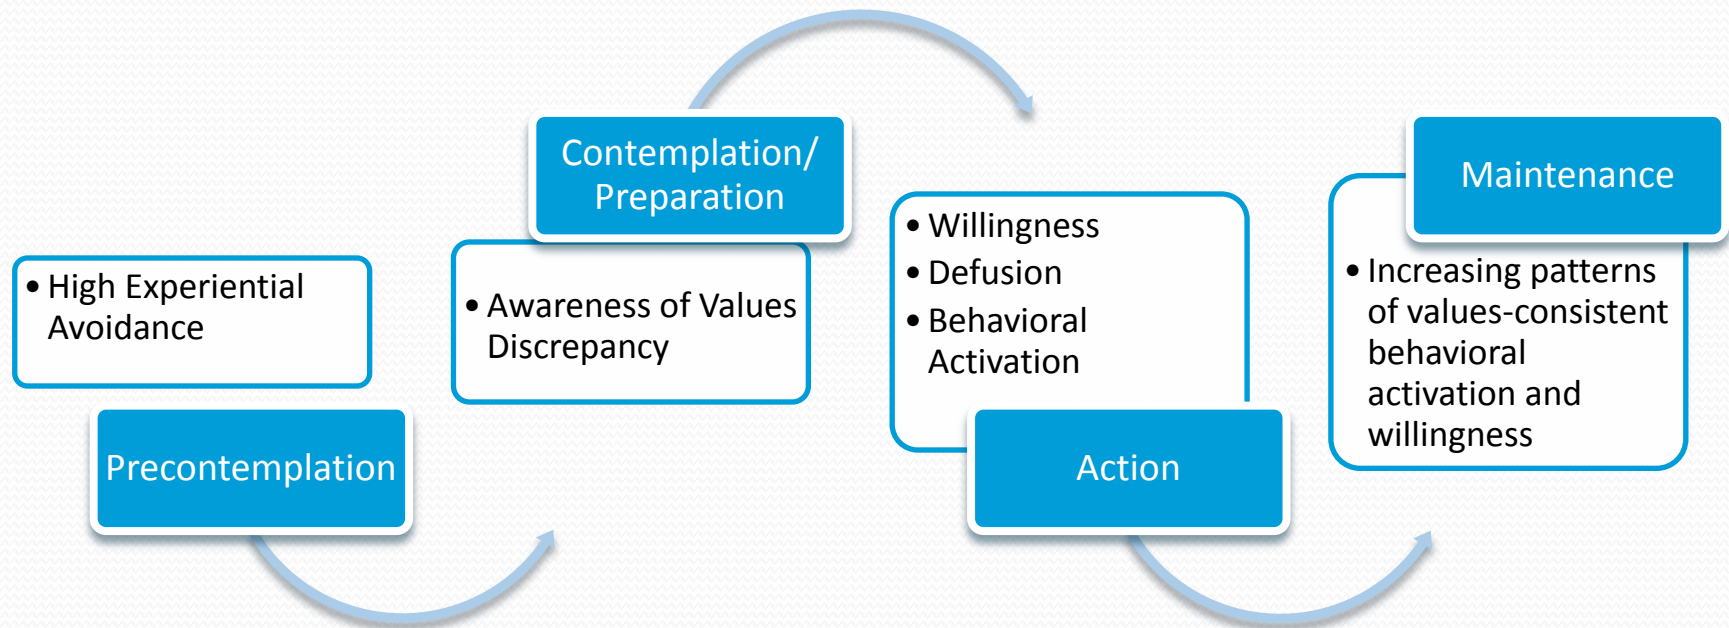 • High Experiential
Avoidance
Precontemplation
Contemplation/
Preparation
• Awareness of Values
Discrepancy
• Willingness
• Defusion
• Behavioral
Activation
Action
Maintenance
• Increasing patterns
of values-consistent
behavioral
activation and
willingness